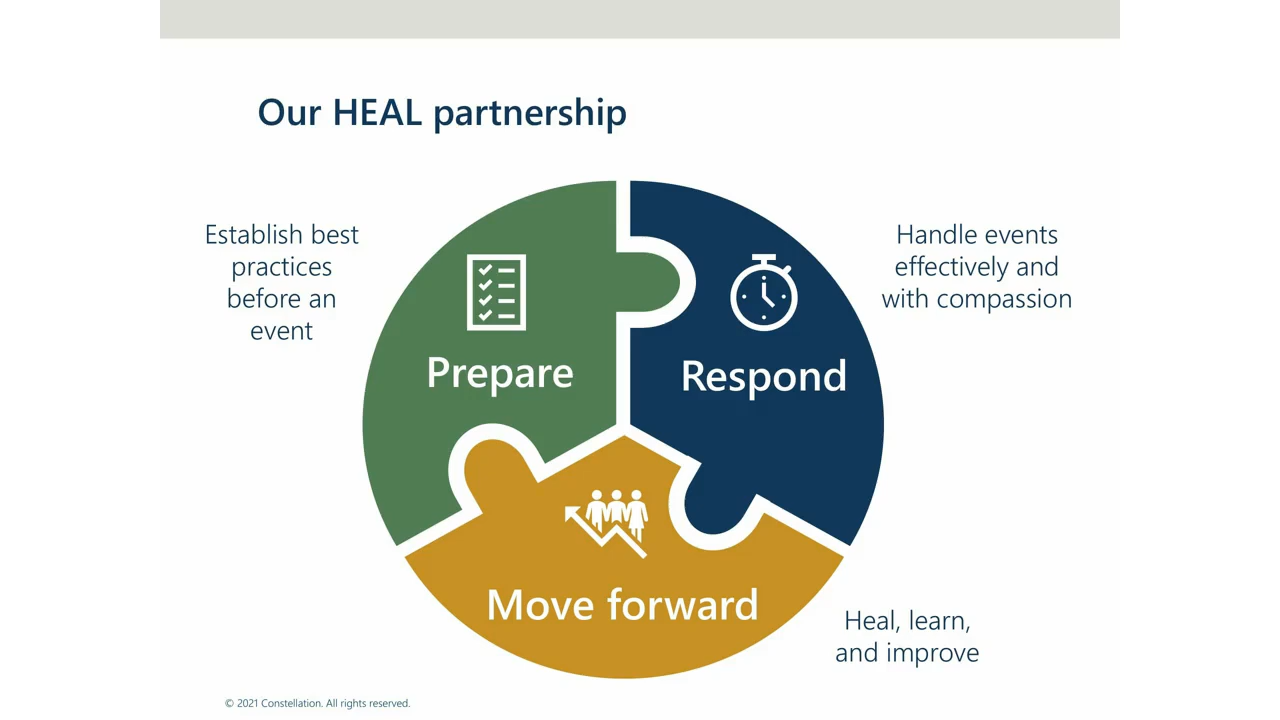 Our HEAL partnership
Establish best
practices
before an
event
Handle events
effectively and
with compassion
Prepare
Respond
Move forward
Heal, learn,
and improve
© 2021 Constellation. All rights reserved.